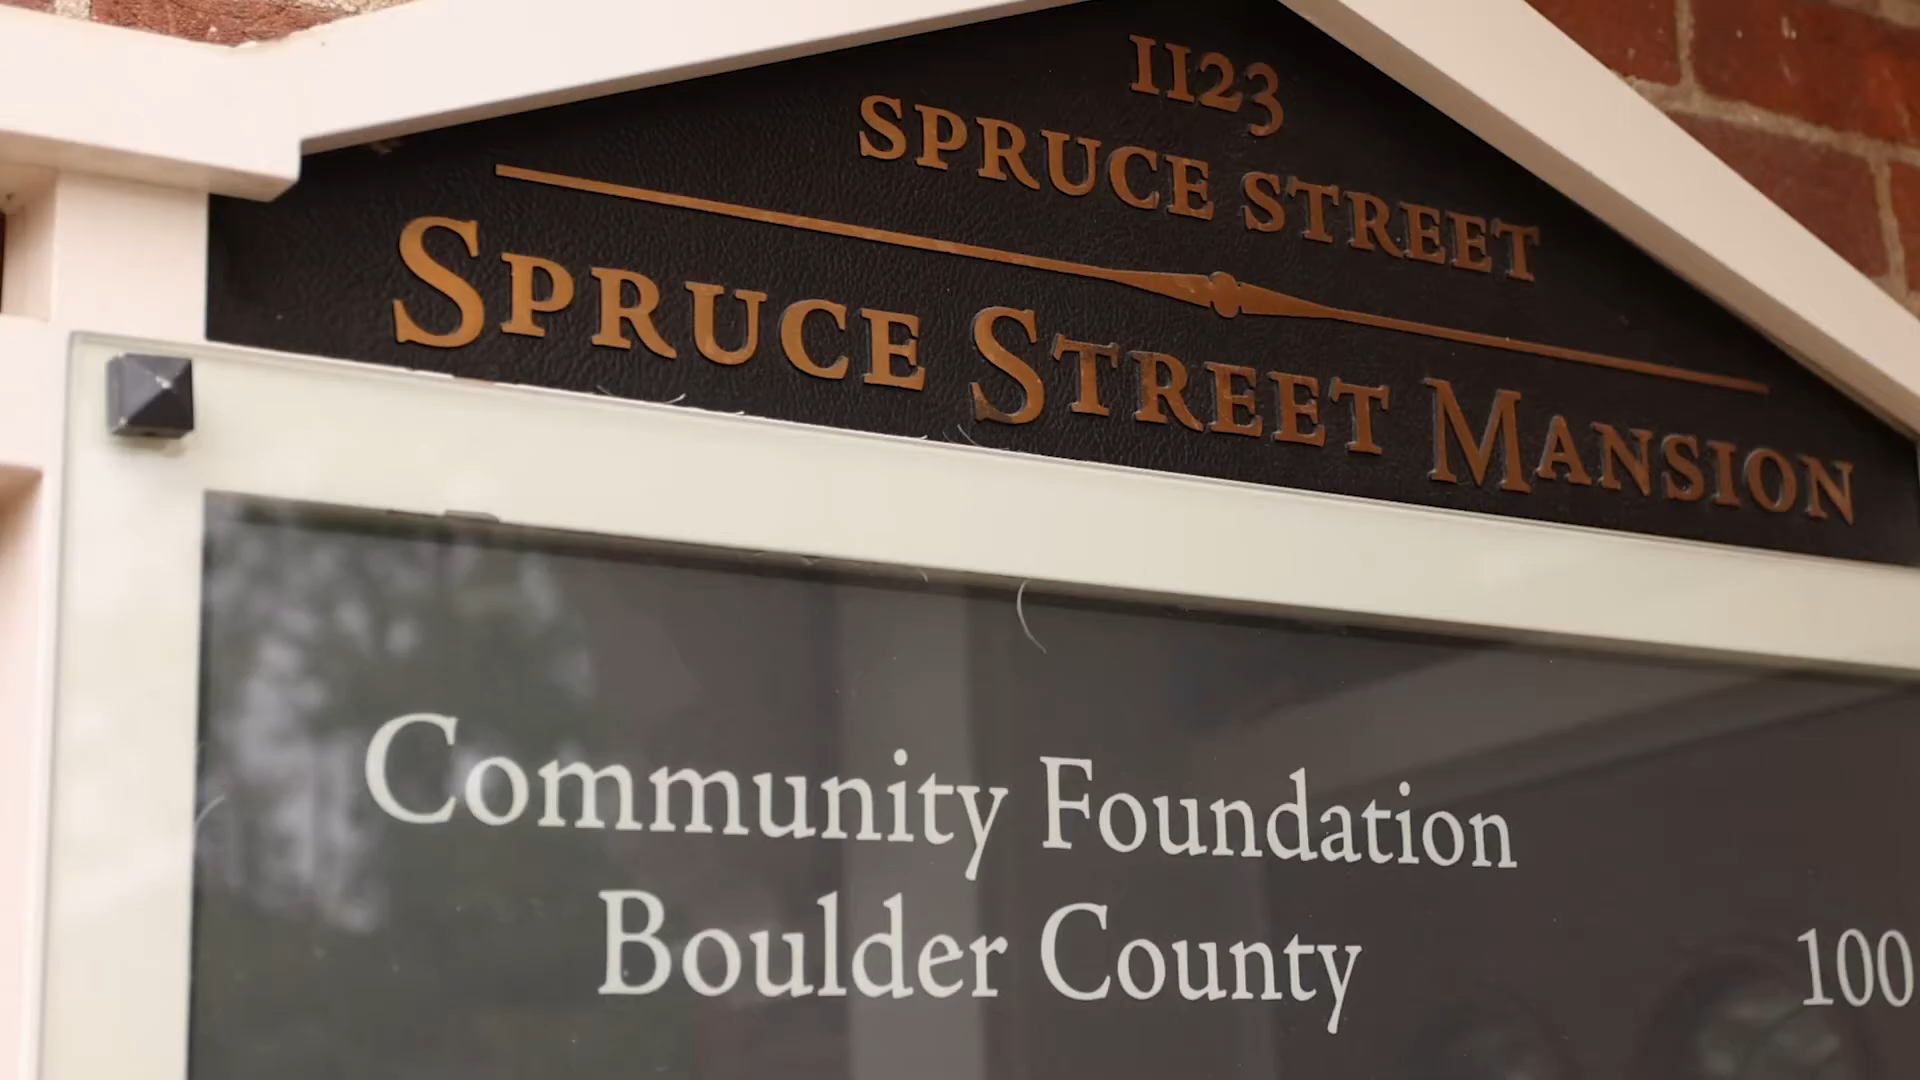 1123
SPRUCE STREET
SPRUCE STREET MANSION
Community Foundation
Boulder County
100